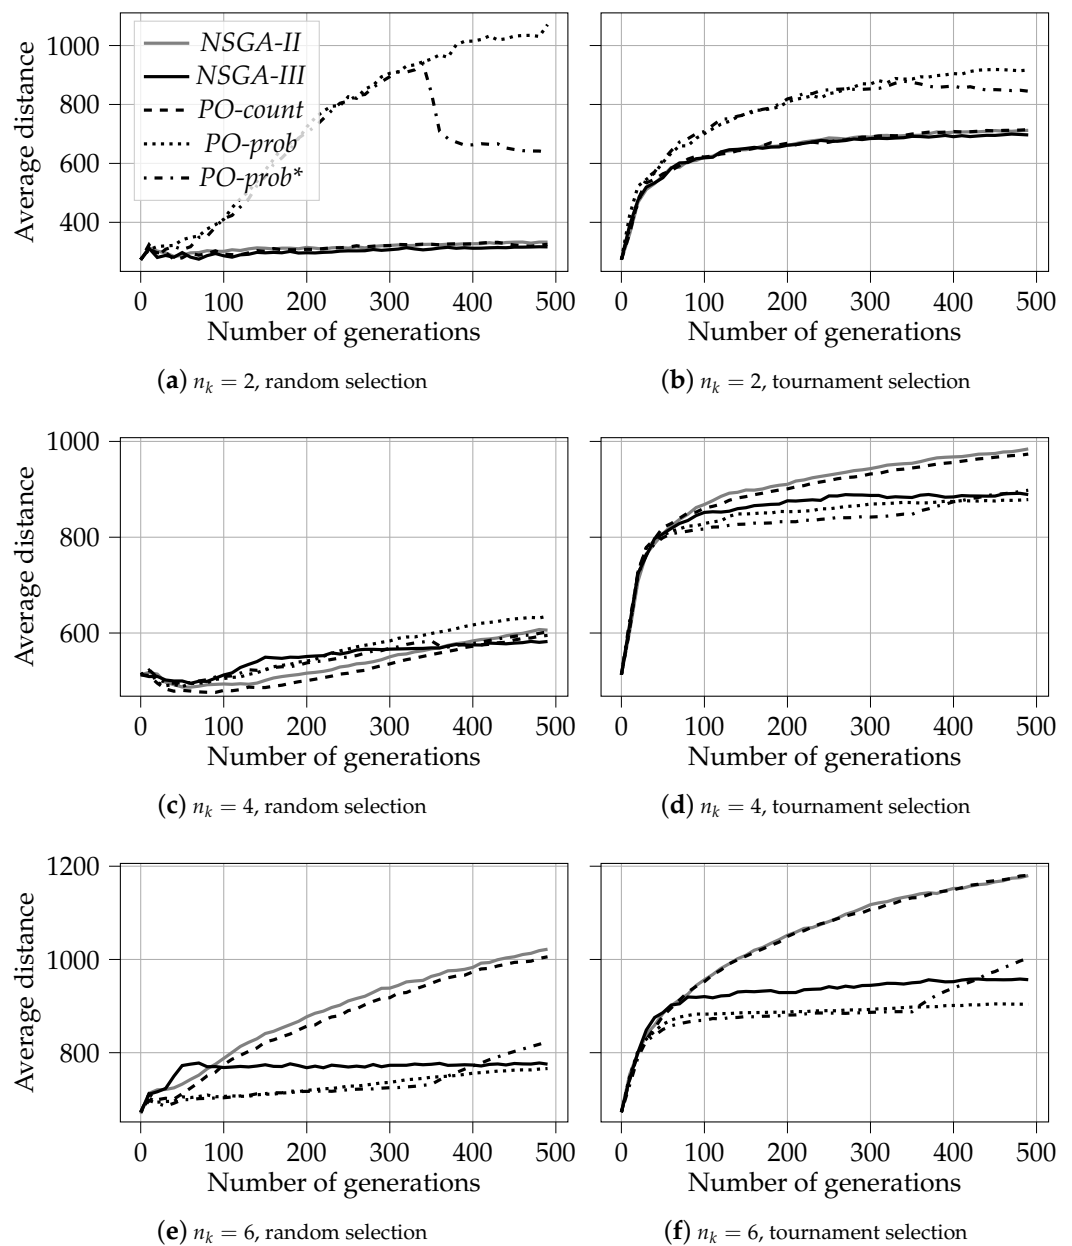 1000
800
600
400
Average distance
NSGA-II
NSGA-III
PO-count
PO-prob
PO-prob*
0 100 200 300 400 500
Number of generations
0 100 200 300 400 500
Number of generations
(a) n_k = 2, random selection
(b) n_k = 2, tournament selection
1000
800
600
Average distance
0 100 200 300 400 500
Number of generations
0 100 200 300 400 500
Number of generations
(c) n_k = 4, random selection
(d) n_k = 4, tournament selection
1200
1000
800
Average distance
0 100 200 300 400 500
Number of generations
0 100 200 300 400 500
Number of generations
(e) n_k = 6, random selection
(f) n_k = 6, tournament selection